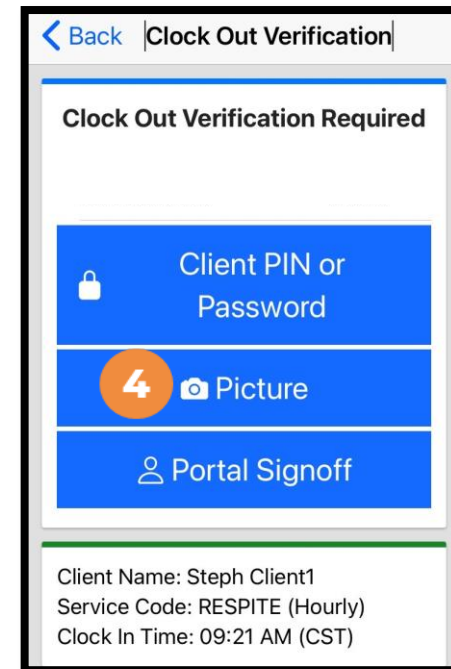 Back Clock Out Verification
Clock Out Verification Required
Client PIN or
Password
4 Picture
Portal Signoff
Client Name: Steph Client1
Service Code: RESPITE (Hourly)
Clock In Time: 09:21 AM (CST)